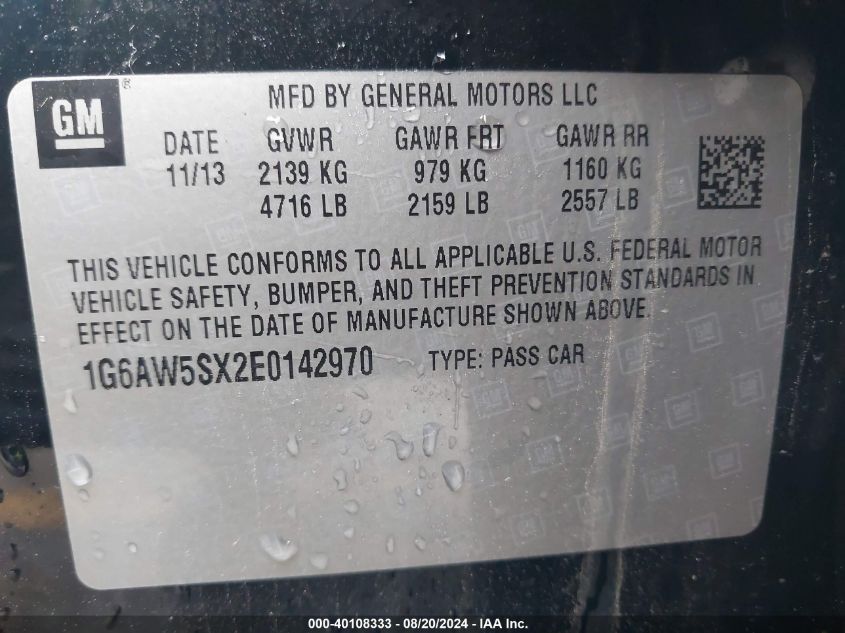 GM ® MFD BY GENERAL MOTORS LLC
DATE GVWR GAWR FRT GAWR RR
11/13 2139 KG 979 KG 1160 KG
4716 LB 2159 LB 2557 LB
THIS VEHICLE CONFORMS TO ALL APPLICABLE U.S. FEDERAL MOTOR
VEHICLE SAFETY, BUMPER, AND THEFT PREVENTION STANDARDS IN
EFFECT ON THE DATE OF MANUFACTURE SHOWN ABOVE.
1G6AW5SX2E0142970 TYPE: PASS CAR
000-40108333 - 08/20/2024 - IAA Inc.